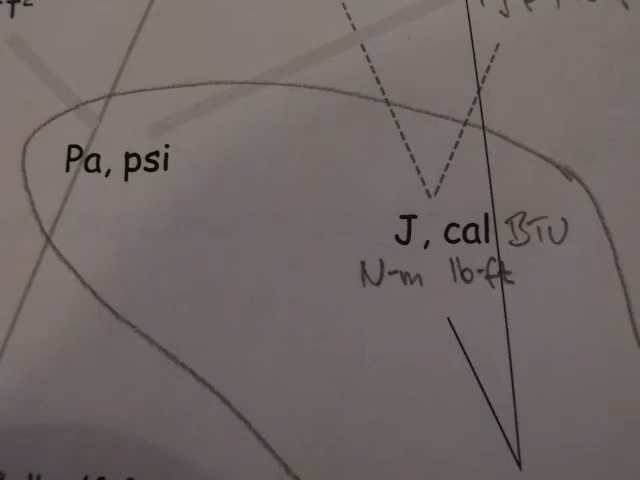 Pa, psi
J, cal BTU
N-m lb-ft